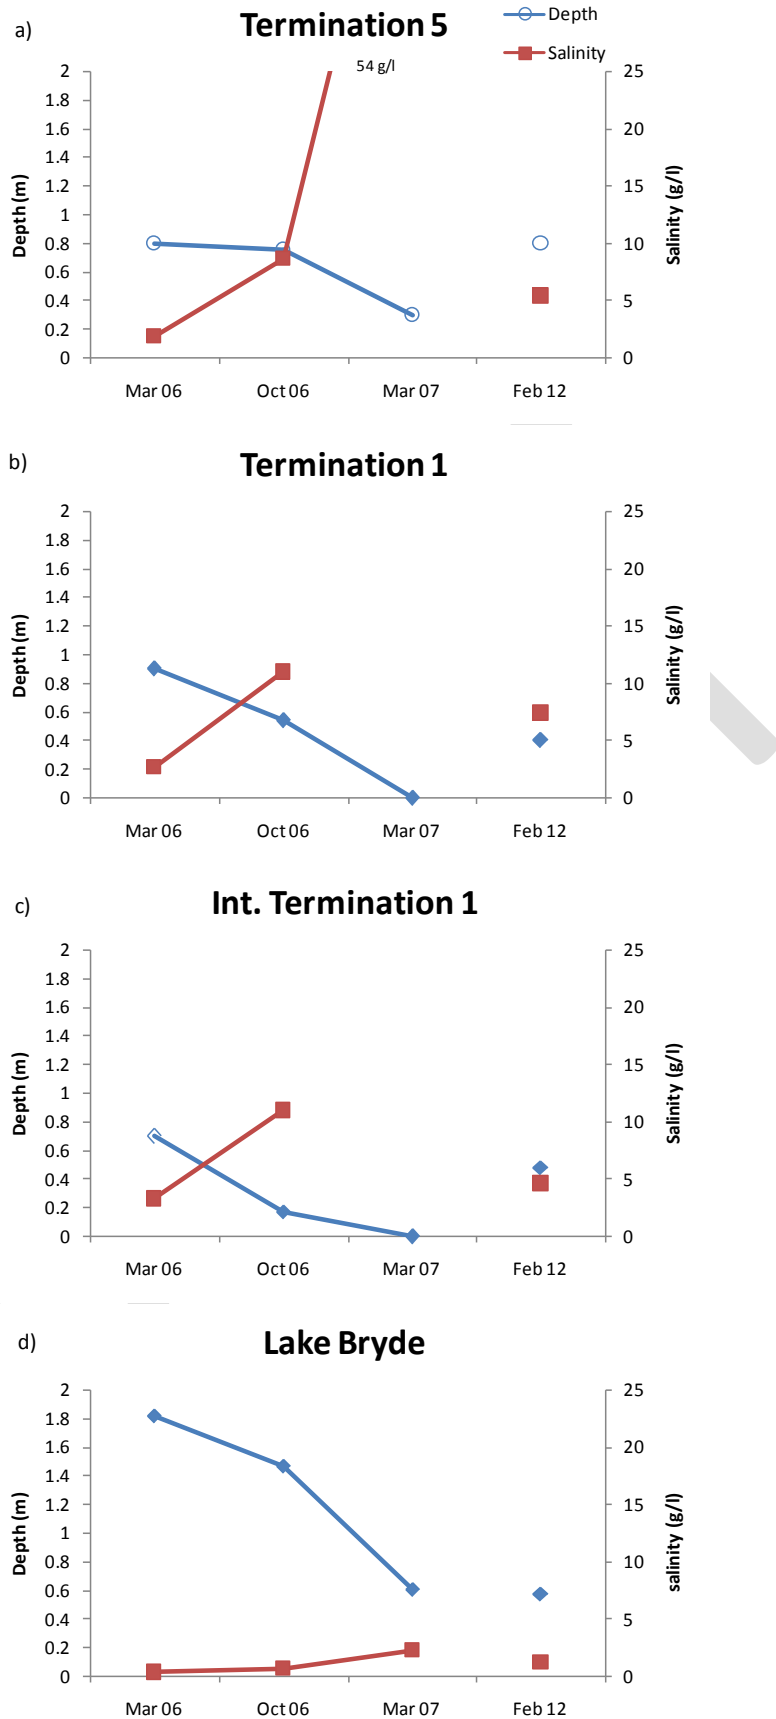 a)
Termination 5
Depth
Salinity
54 g/l
2
1.8
1.6
1.4
1.2
1
0.8
0.6
0.4
0.2
0
Depth (m)
25
20
15
10
5
0
Salinity (g/l)
Mar 06 Oct 06 Mar 07 Feb 12
b)
Termination 1
2
1.8
1.6
1.4
1.2
1
0.8
0.6
0.4
0.2
0
Depth (m)
25
20
15
10
5
0
Salinity (g/l)
Mar 06 Oct 06 Mar 07 Feb 12
c)
Int. Termination 1
2
1.8
1.6
1.4
1.2
1
0.8
0.6
0.4
0.2
0
Depth (m)
25
20
15
10
5
0
Salinity (g/l)
Mar 06 Oct 06 Mar 07 Feb 12
d)
Lake Bryde
2
1.8
1.6
1.4
1.2
1
0.8
0.6
0.4
0.2
0
Depth (m)
25
20
15
10
5
0
salinity (g/l)
Mar 06 Oct 06 Mar 07 Feb 12